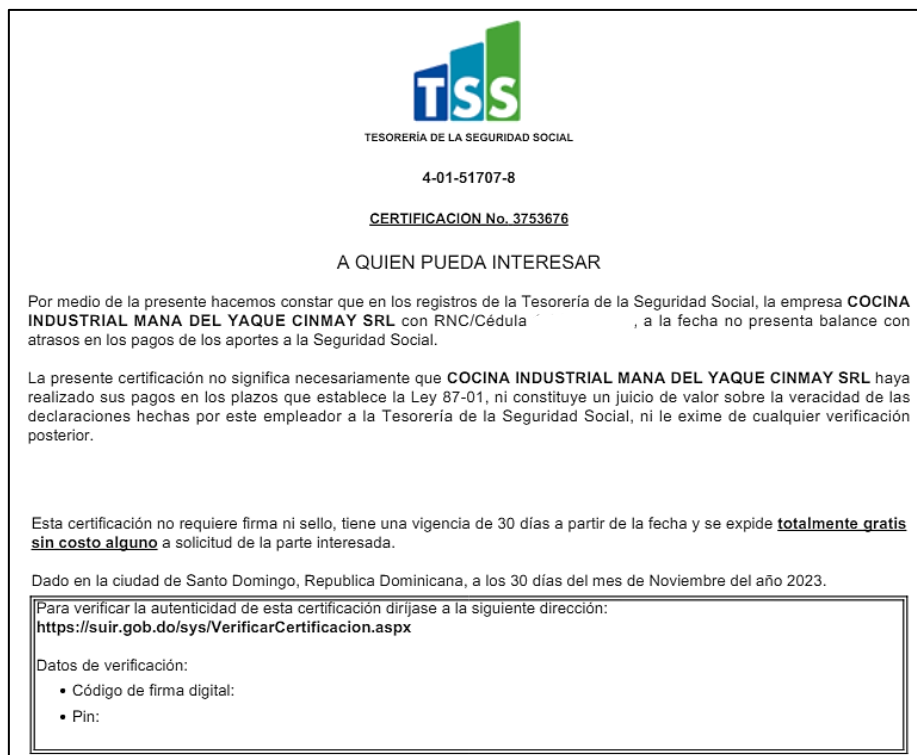 TSS
TESORERÍA DE LA SEGURIDAD SOCIAL
4-01-51707-8
CERTIFICACION No. 3753676
A QUIEN PUEDA INTERESAR
Por medio de la presente hacemos constar que en los registros de la Tesorería de la Seguridad Social, la empresa COCINA
INDUSTRIAL MANA DEL YAQUE CINMAY SRL con RNC/Cédula , a la fecha no presenta balance con
atrasos en los pagos de los aportes a la Seguridad Social.
La presente certificación no significa necesariamente que COCINA INDUSTRIAL MANA DEL YAQUE CINMAY SRL haya
realizado sus pagos en los plazos que establece la Ley 87-01, ni constituye un juicio de valor sobre la veracidad de las
declaraciones hechas por este empleador a la Tesorería de la Seguridad Social, ni le exime de cualquier verificación
posterior.
Esta certificación no requiere firma ni sello, tiene una vigencia de 30 días a partir de la fecha y se expide totalmente gratis
sin costo alguno a solicitud de la parte interesada.
Dado en la ciudad de Santo Domingo, Republica Dominicana, a los 30 días del mes de Noviembre del año 2023.
Para verificar la autenticidad de esta certificación diríjase a la siguiente dirección:
https://suir.gob.do/sys/VerificarCertificacion.aspx
Datos de verificación:
• Código de firma digital:
• Pin: